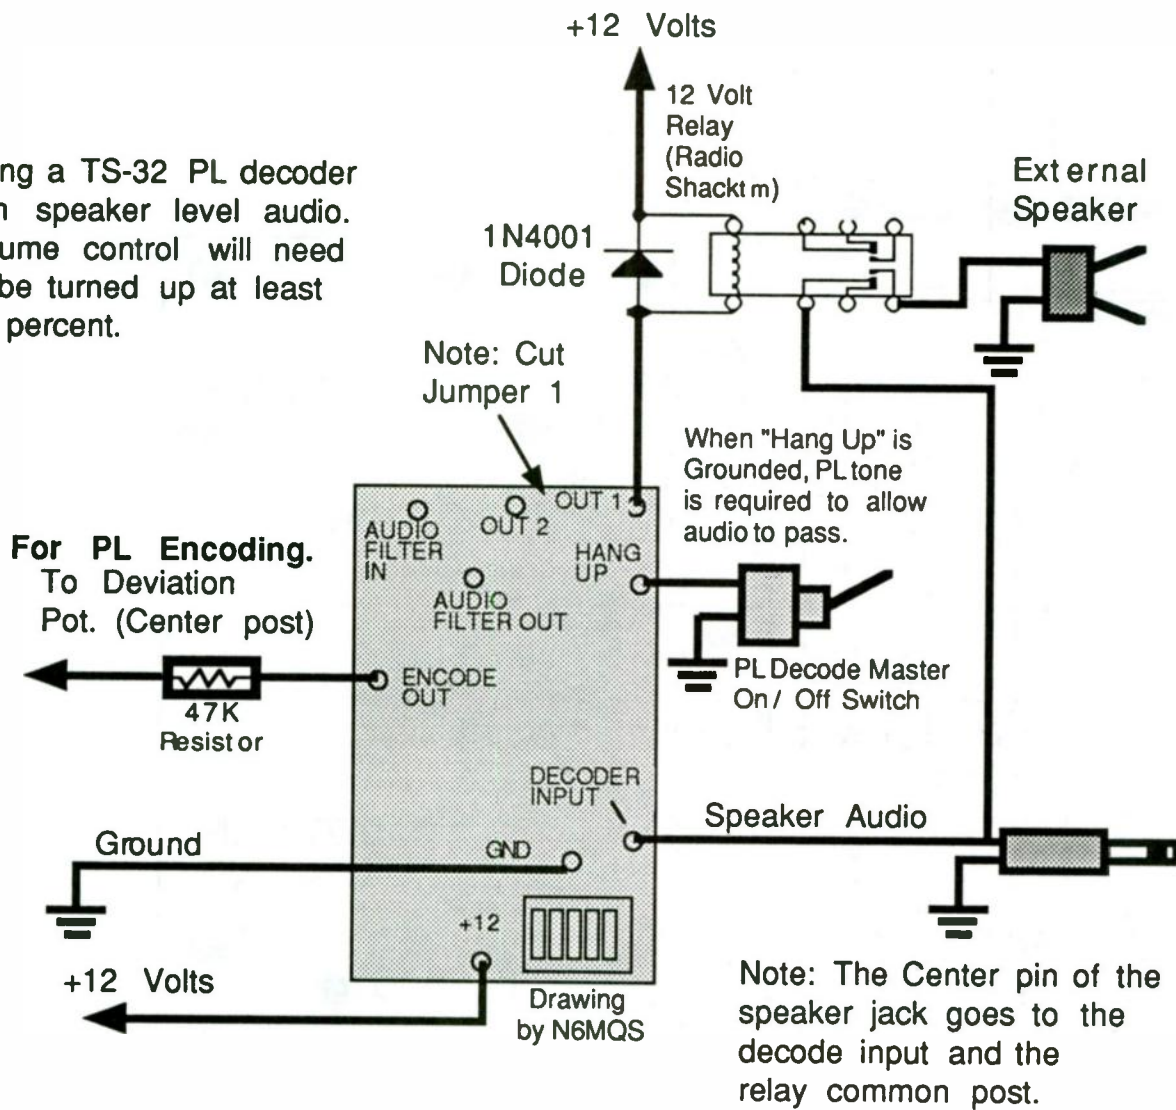 +12 Volts
12 Volt
Relay
(Radio
Shacktm)
ing a TS-32 PL decoder
speaker level audio.
ume control will need
be turned up at least
percent.
1N4001
Diode
External
Speaker
Note: Cut
Jumper 1
When "Hang Up" is
Grounded, PL tone
is required to allow
audio to pass.
OUT 1
OUT 2
AUDIO
FILTER
IN
HANG
UP
AUDIO
FILTER OUT
For PL Encoding.
To Deviation
Pot. (Center post)
ENCODE
OUT
47K
Resistor
PL Decode Master
On / Off Switch
DECODER
INPUT
Speaker Audio
Ground
GND
+12
+12 Volts
Drawing
by N6MQS
Note: The Center pin of the
speaker jack goes to the
decode input and the
relay common post.